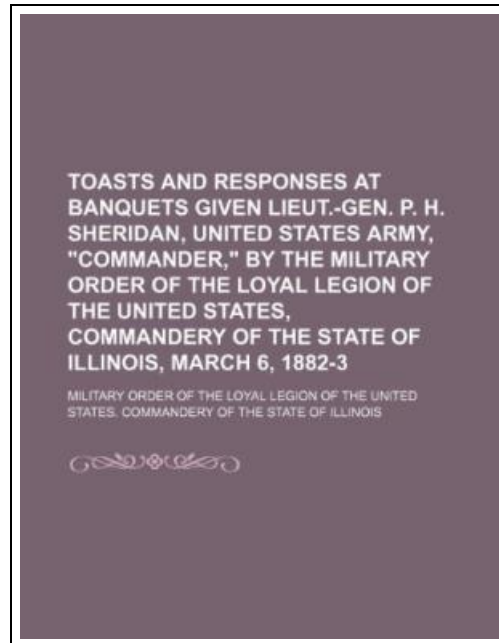 TOASTS AND RESPONSES AT
BANQUETS GIVEN LIEUT.-GEN. P. H.
SHERIDAN, UNITED STATES ARMY,
"COMMANDER," BY THE MILITARY
ORDER OF THE LOYAL LEGION OF
THE UNITED STATES,
COMMANDERY OF THE STATE OF
ILLINOIS, MARCH 6, 1882-3
MILITARY ORDER OF THE LOYAL LEGION OF THE UNITED
STATES. COMMANDERY OF THE STATE OF ILLINOIS